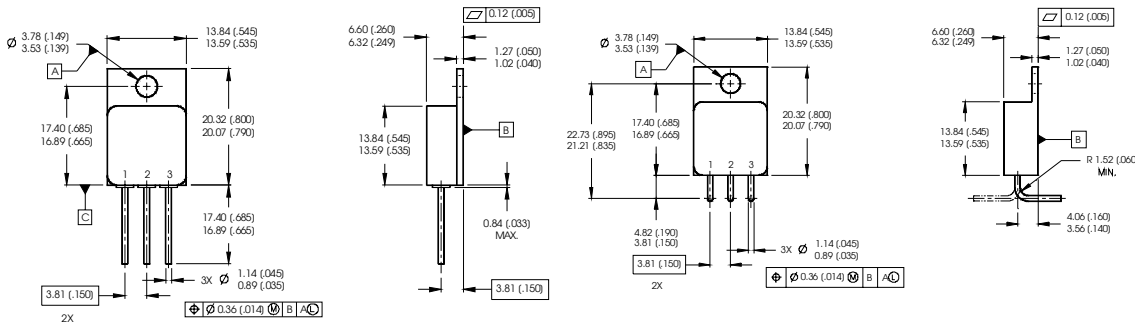 Ø 3.78 (.149)
3.53 (.139)
13.84 (.545)
13.59 (.535)
A
17.40 (.685)
16.89 (.665)
20.32 (.800)
20.07 (.790)
1 2 3
C
17.40 (.685)
16.89 (.665)
3X Ø 1.14 (.045)
0.89 (.035)
3.81 (.150)
2X
⌖ Ø 0.36 (.014) Ⓜ B A Ⓛ
⏥ 0.12 (.005)
6.60 (.260)
6.32 (.249)
1.27 (.050)
1.02 (.040)
13.84 (.545)
13.59 (.535)
B
0.84 (.033)
MAX.
3.81 (.150)
Ø 3.78 (.149)
3.53 (.139)
13.84 (.545)
13.59 (.535)
A
22.73 (.895)
21.21 (.835)
17.40 (.685)
16.89 (.665)
20.32 (.800)
20.07 (.790)
1 2 3
4.82 (.190)
3.81 (.150)
3X Ø 1.14 (.045)
0.89 (.035)
3.81 (.150)
2X
⌖ Ø 0.36 (.014) Ⓜ B A Ⓛ
⏥ 0.12 (.005)
6.60 (.260)
6.32 (.249)
1.27 (.050)
1.02 (.040)
13.84 (.545)
13.59 (.535)
B
R 1.52 (.060
MIN.
4.06 (.160)
3.56 (.140)